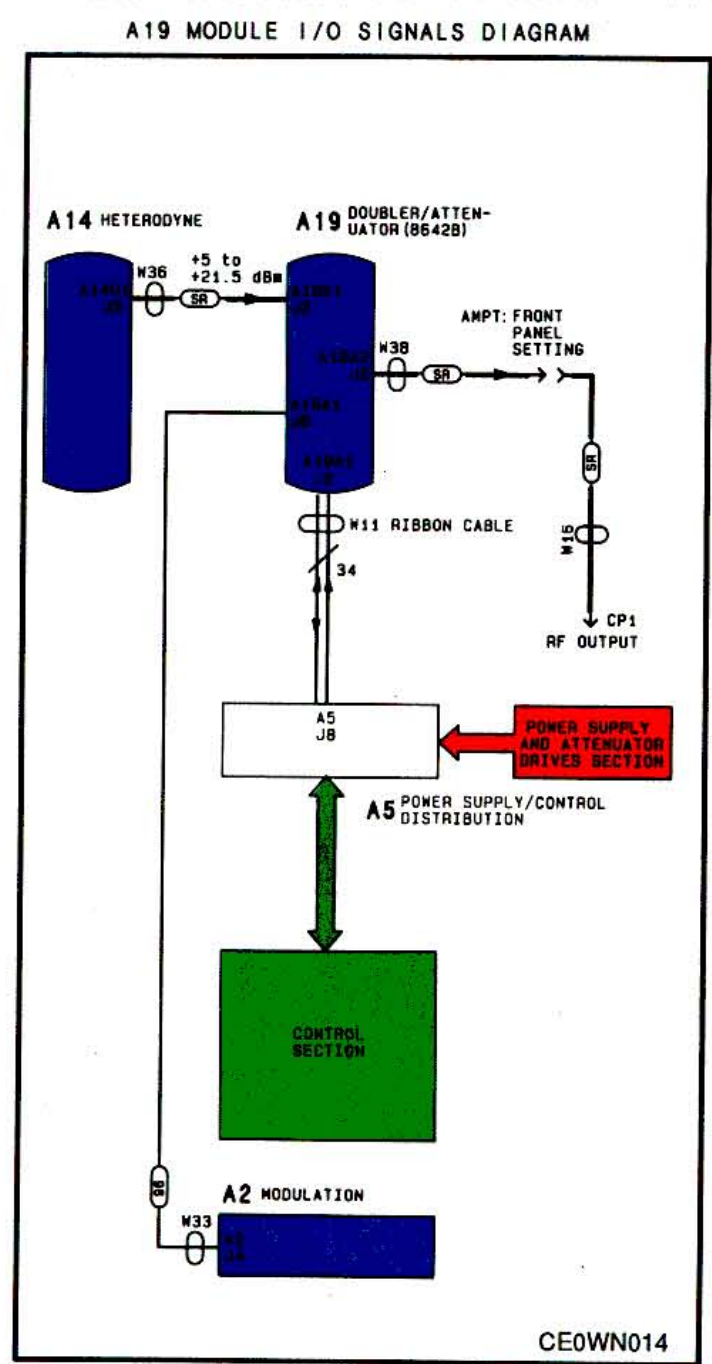 A19 MODULE I/O SIGNALS DIAGRAM
A14 HETERODYNE
A19 DOUBLER/ATTEN-
UATOR(8642B)
W36
+5 to
+21.5 dBm
SR
W38
SR
AMPT: FRONT
PANEL
SETTING
SR
W16
CP1
RF OUTPUT
W11 RIBBON CABLE
34
A5
J8
POWER SUPPLY
AND ATTENUATOR
DRIVES SECTION
A5 POWER SUPPLY/CONTROL
DISTRIBUTION
CONTROL
SECTION
A2 MODULATION
W33
CE0WN014